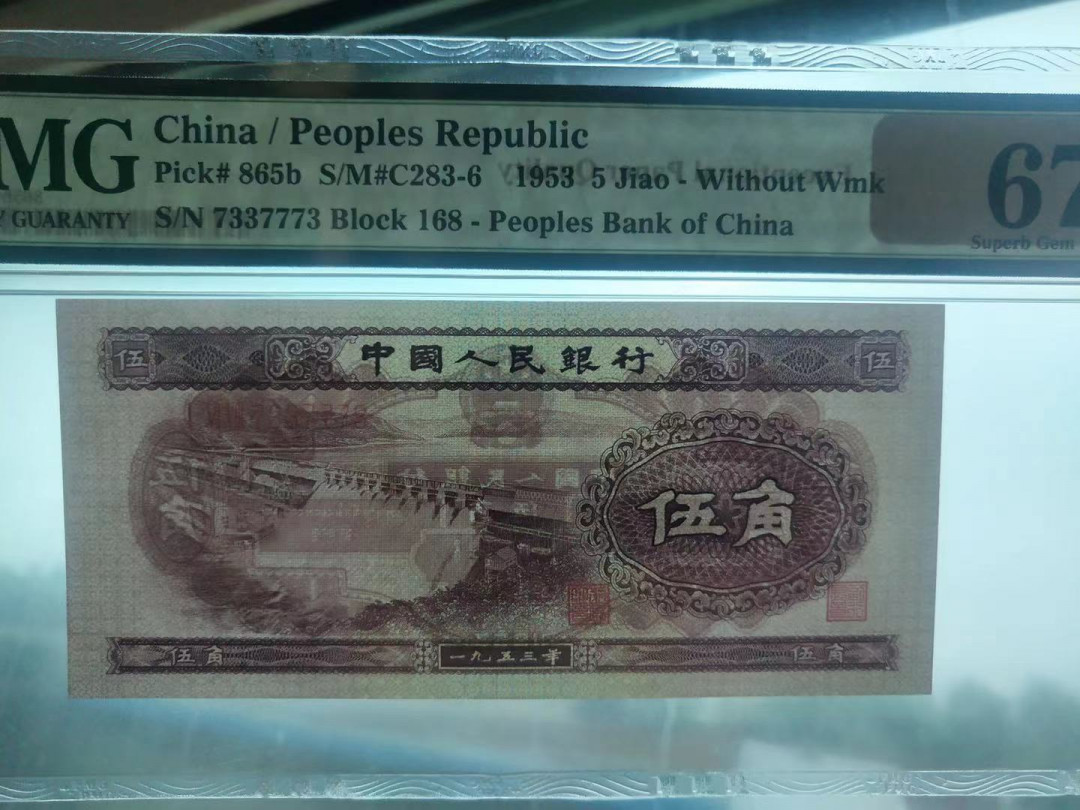 MG
China / Peoples Republic
Pick# 865b S/M#C283-6 1953 5 Jiao - Without Wmk
67
GUARANTY
S/N 7337773 Block 168 - Peoples Bank of China
Superb Gem
伍 中國人民銀行 伍
伍角
伍角 一九五三年 伍角